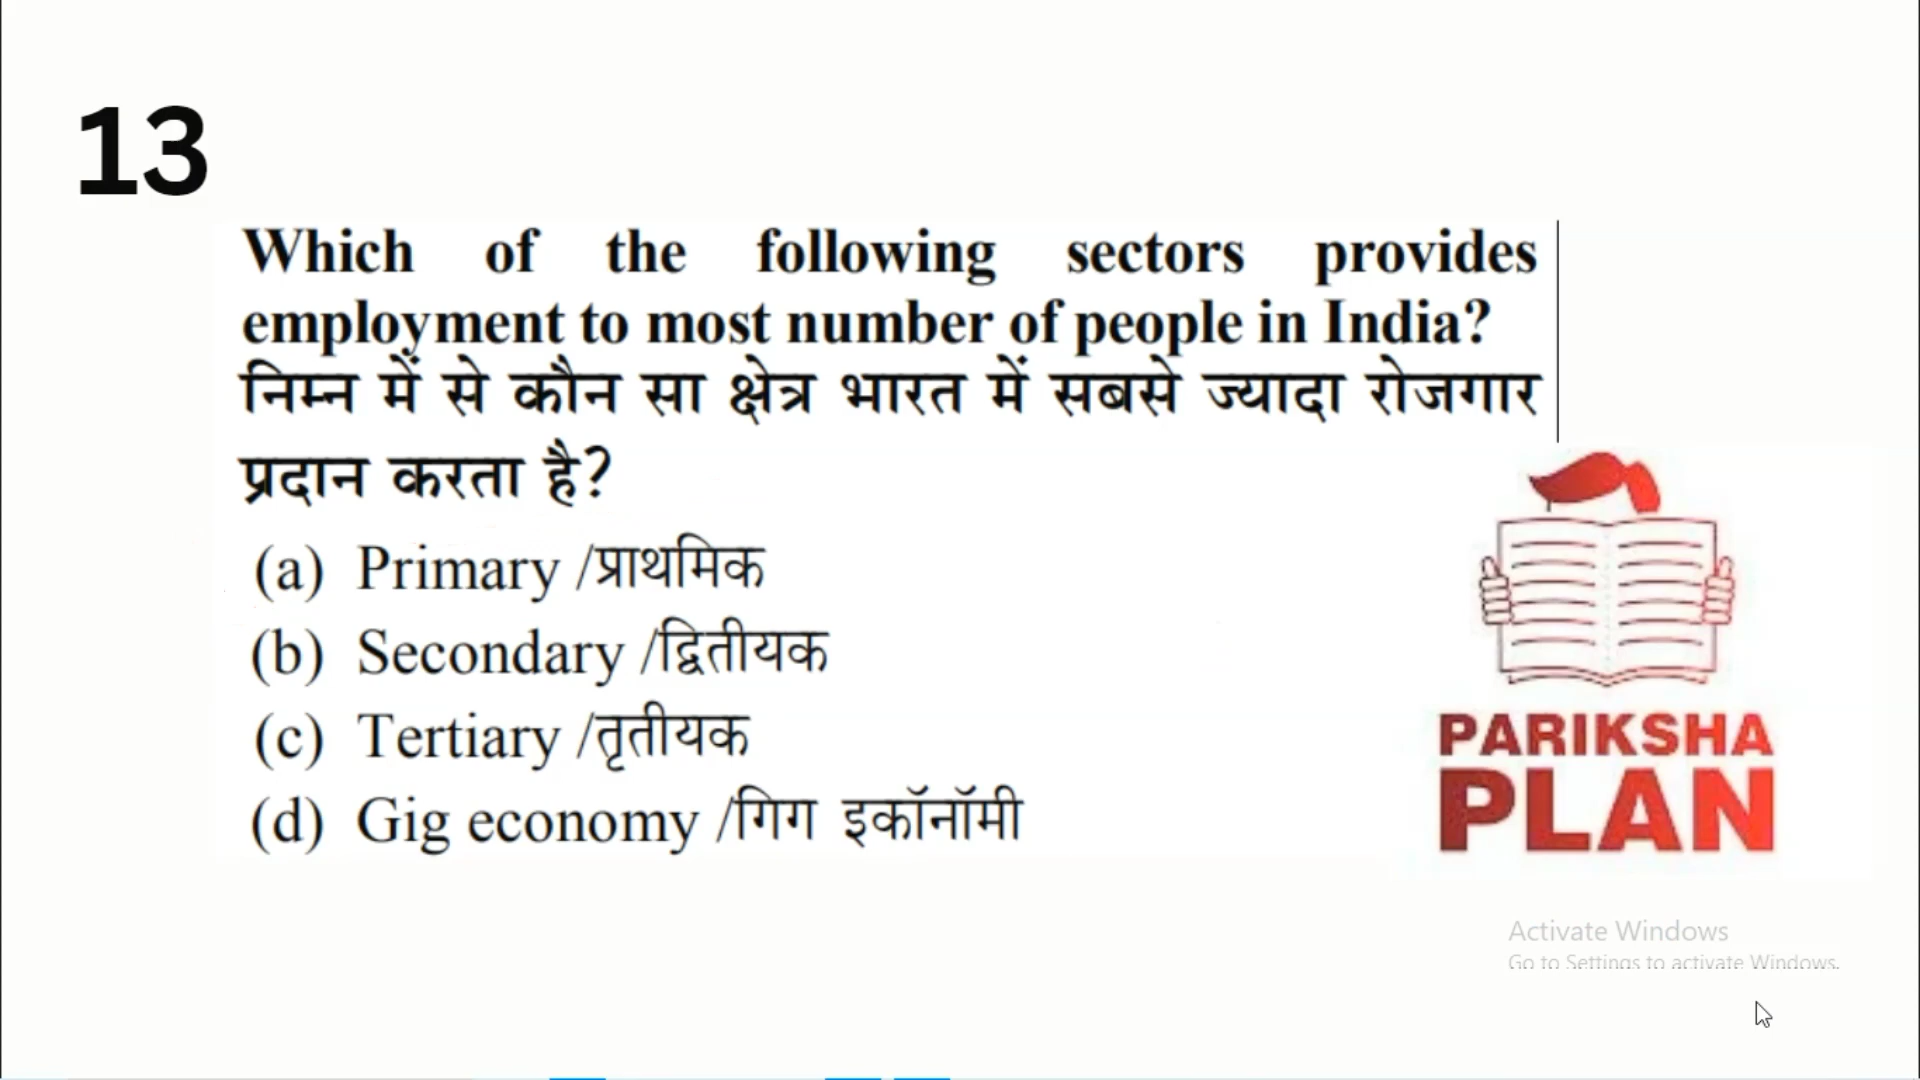 13
Which of the following sectors provides
employment to most number of people in India?
निम्न में से कौन सा क्षेत्र भारत में सबसे ज्यादा रोजगार
प्रदान करता है?
(a) Primary /प्राथमिक
(b) Secondary /द्वितीयक
(c) Tertiary /तृतीयक
(d) Gig economy /गिग इकॉनॉमी
PARIKSHA
PLAN
Activate Windows
Go to Settings to activate Windows.